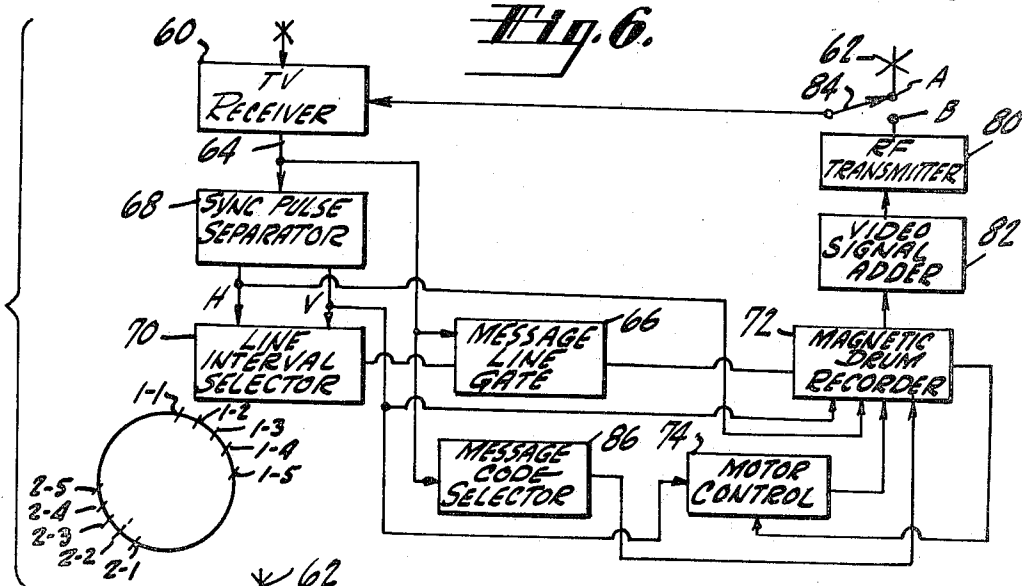 Fig. 6.
60
TV
RECEIVER
62
84
A
B
80
RF
TRANSMITTER
64
68
SYNC PULSE
SEPARATOR
82
VIDEO
SIGNAL
ADDER
H
V
70
LINE
INTERVAL
SELECTOR
66
MESSAGE
LINE
GATE
72
MAGNETIC
DRUM
RECORDER
1-1
1-2
1-3
1-4
1-5
86
MESSAGE
CODE
SELECTOR
74
MOTOR
CONTROL
2-5
2-4
2-3
2-2
2-1
62